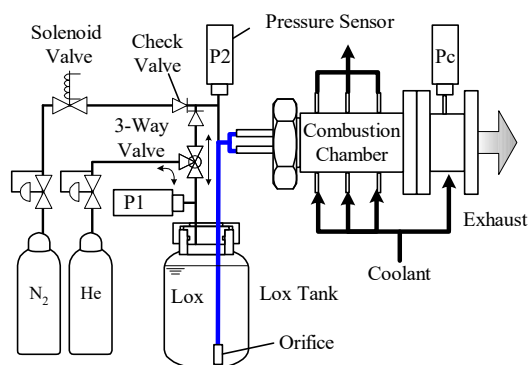 Solenoid
Valve
Check
Valve
Pressure Sensor
P2
Pc
3-Way
Valve
Combustion
Chamber
P1
Exhaust
Coolant
N2
He
Lox
Lox Tank
Orifice